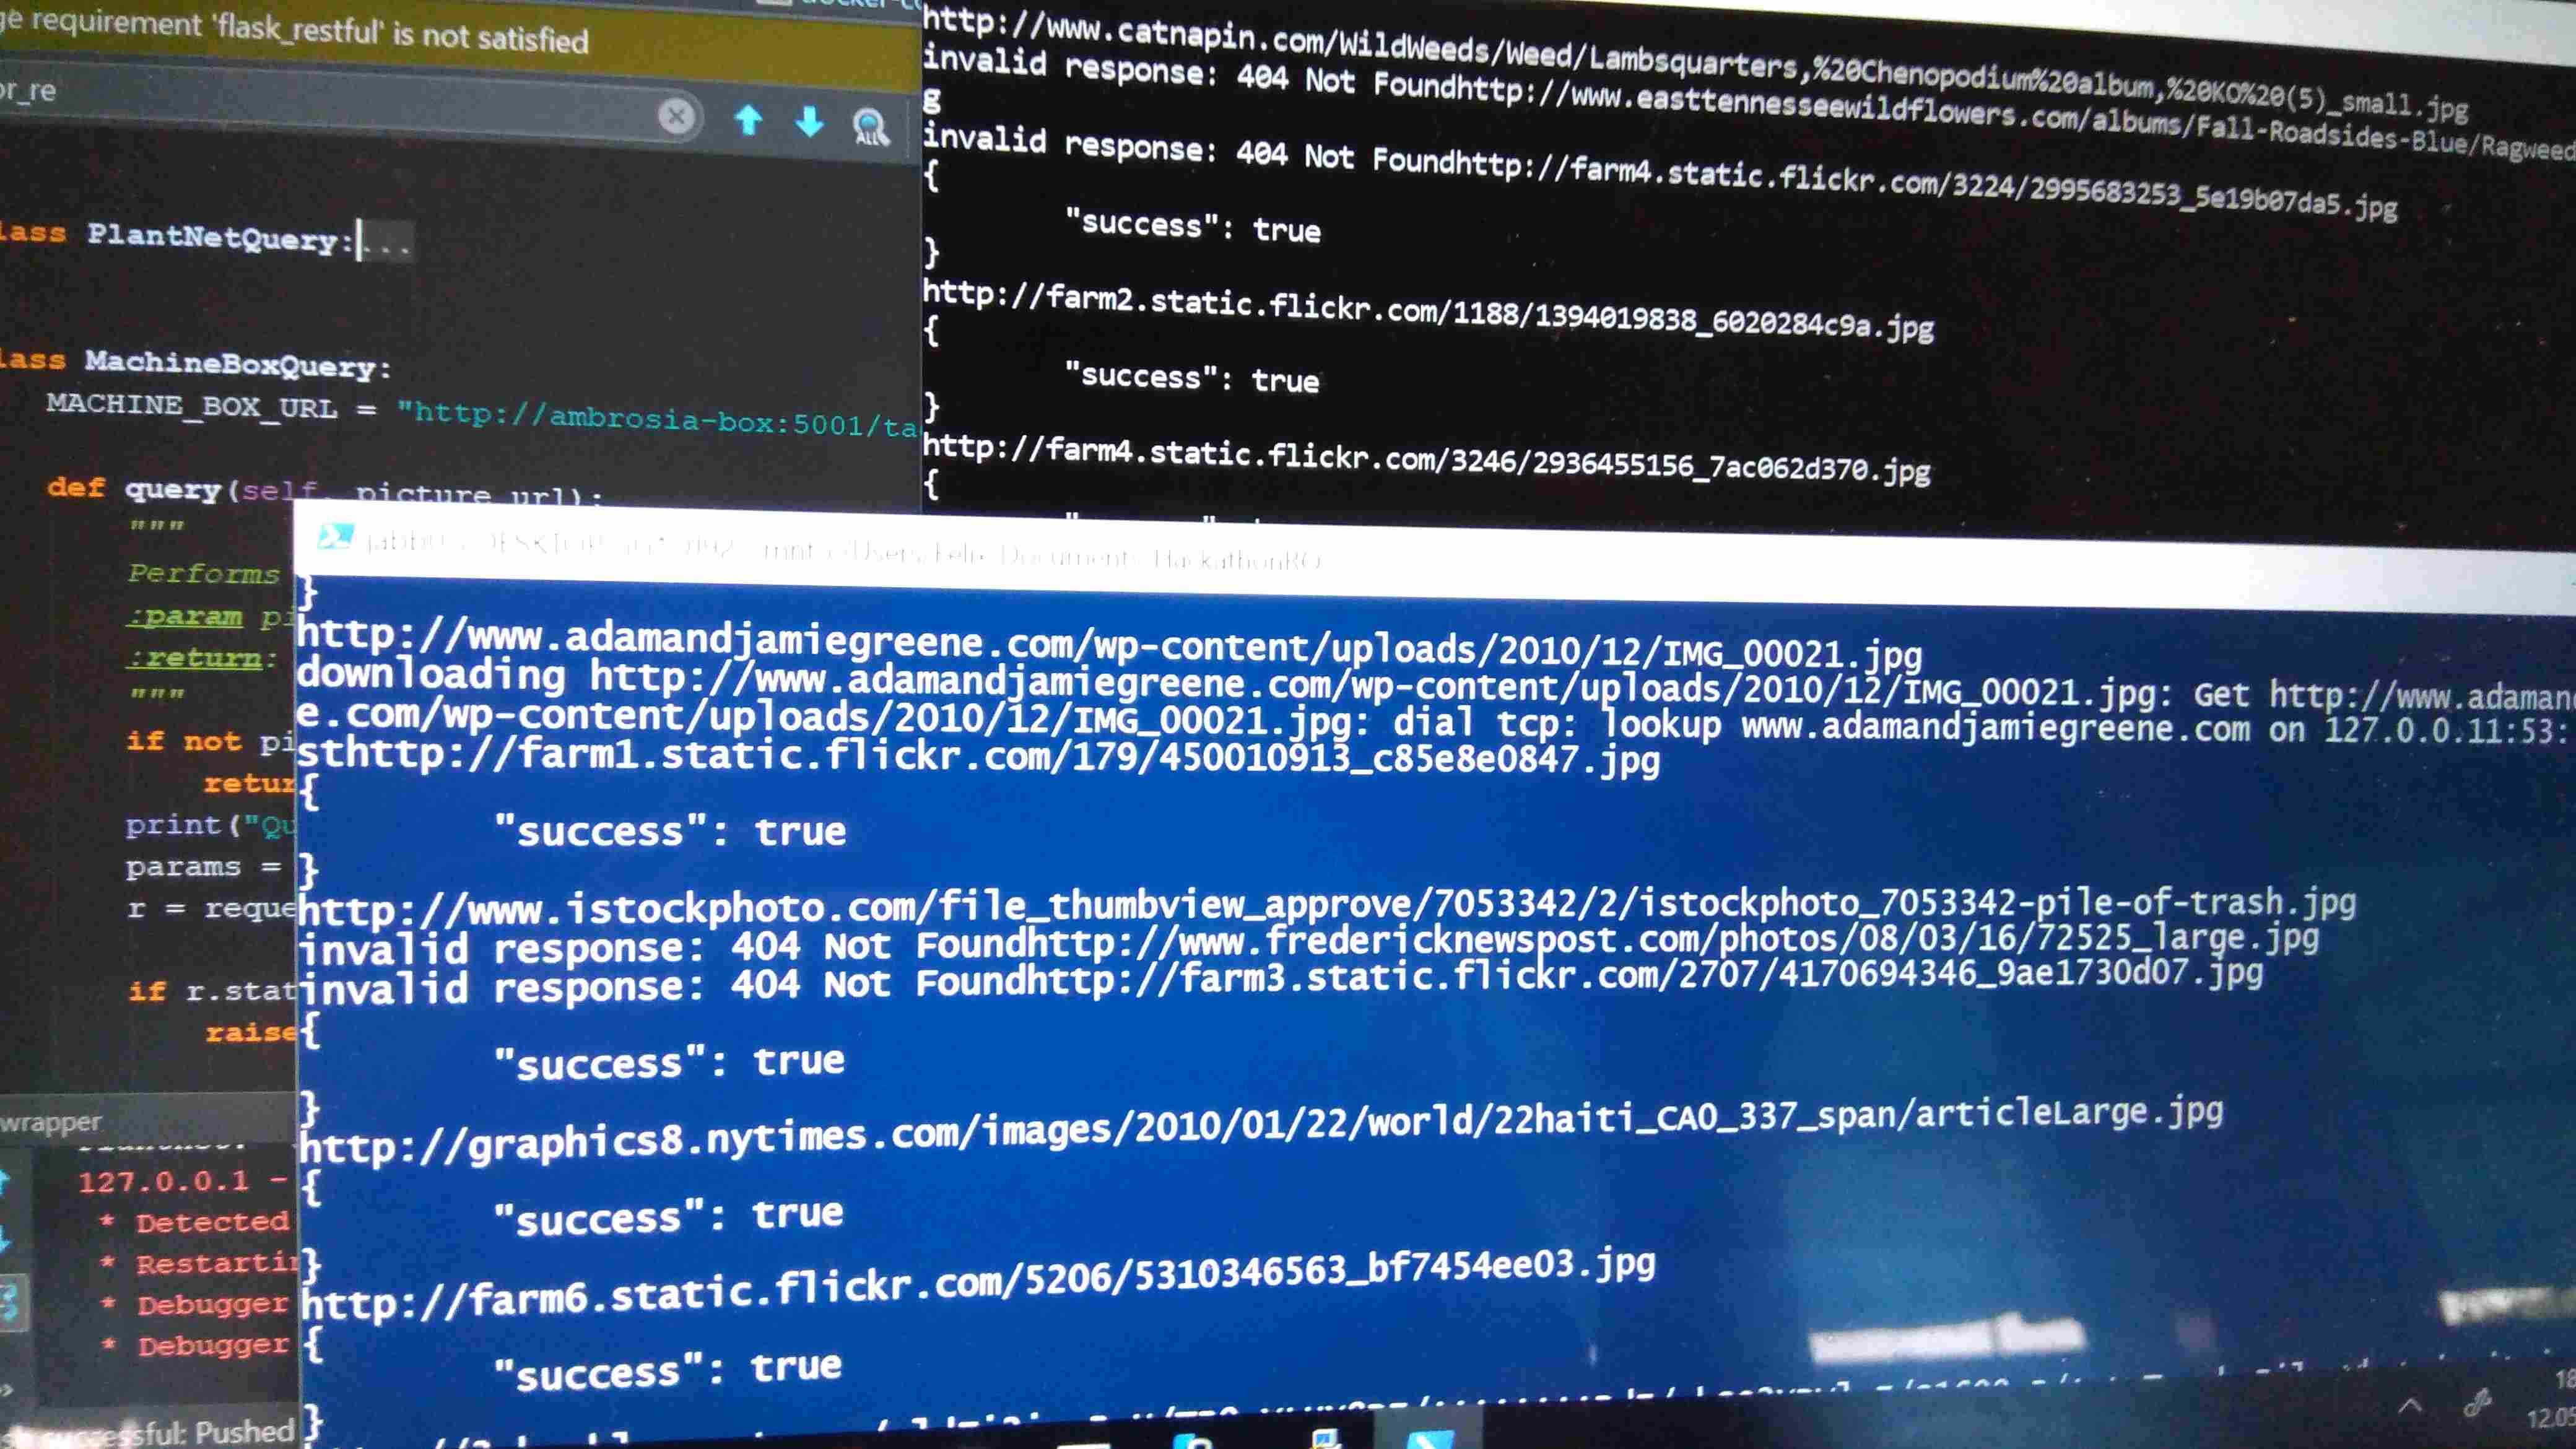 ge requirement 'flask_restful' is not satisfied
or_re
ALL
lass PlantNetQuery:...
lass MachineBoxQuery:
MACHINE_BOX_URL = "http://ambrosia-box:5001/ta
def query(self, picture_url):
"""
Performs
:param pi
:return:
"""
if not pi
retur
print("Qu
params =
r = reque
if r.stat
raise
wrapper
127.0.0.1 -
* Detected
* Restartin
* Debugger
* Debugger
successful: Pushed
http://www.catnapin.com/WildWeeds/Weed/Lambsquarters,%20Chenopodium%20album,%20KO%20(5)_small.jpg
invalid response: 404 Not Foundhttp://www.easttennesseewildflowers.com/albums/Fall-Roadsides-Blue/Ragweed
g
invalid response: 404 Not Foundhttp://farm4.static.flickr.com/3224/2995683253_5e19b07da5.jpg
{
"success": true
}
http://farm2.static.flickr.com/1188/1394019838_6020284c9a.jpg
{
"success": true
}
http://farm4.static.flickr.com/3246/2936455156_7ac062d370.jpg
{
Users Felix Documents HackathonRO
}
http://www.adamandjamiegreene.com/wp-content/uploads/2010/12/IMG_00021.jpg
downloading http://www.adamandjamiegreene.com/wp-content/uploads/2010/12/IMG_00021.jpg: Get http://www.adaman
e.com/wp-content/uploads/2010/12/IMG_00021.jpg: dial tcp: lookup www.adamandjamiegreene.com on 127.0.0.11:53:
sthttp://farm1.static.flickr.com/179/450010913_c85e8e0847.jpg
{
"success": true
}
http://www.istockphoto.com/file_thumbview_approve/7053342/2/istockphoto_7053342-pile-of-trash.jpg
invalid response: 404 Not Foundhttp://www.fredericknewspost.com/photos/08/03/16/72525_large.jpg
invalid response: 404 Not Foundhttp://farm3.static.flickr.com/2707/4170694346_9ae1730d07.jpg
{
"success": true
}
http://graphics8.nytimes.com/images/2010/01/22/world/22haiti_CA0_337_span/articleLarge.jpg
{
"success": true
}
http://farm6.static.flickr.com/5206/5310346563_bf7454ee03.jpg
{
"success": true
}
18
12.05